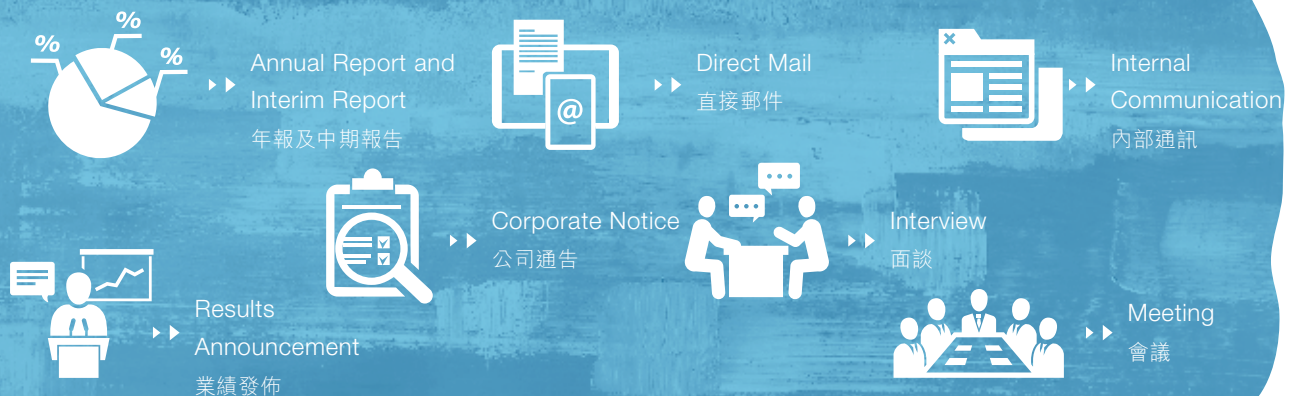 %
%
%
Annual Report and
Interim Report
年報及中期報告
@
Direct Mail
直接郵件
Internal
Communication
內部通訊
Corporate Notice
公司通告
Interview
面談
Results
Announcement
業績發佈
Meeting
會議